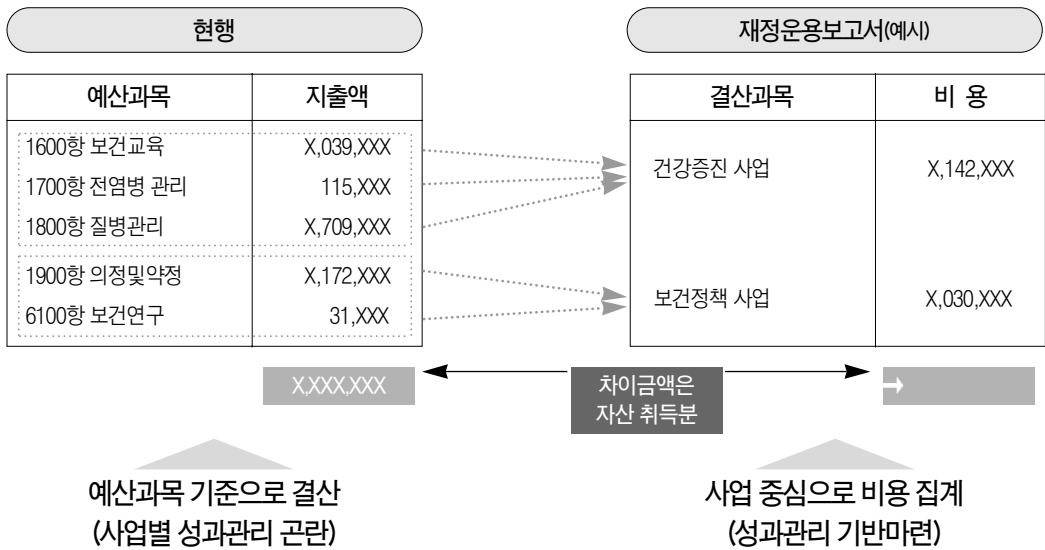 현행
재정운용보고서(예시)
예산과목 지출액
결산과목 비 용
1600항 보건교육 X,039,XXX
1700항 전염병 관리 115,XXX
1800항 질병관리 X,709,XXX
건강증진 사업 X,142,XXX
1900항 의정및약정 X,172,XXX
6100항 보건연구 31,XXX
보건정책 사업 X,030,XXX
X,XXX,XXX
차이금액은
자산 취득분
예산과목 기준으로 결산
(사업별 성과관리 곤란)
사업 중심으로 비용 집계
(성과관리 기반마련)